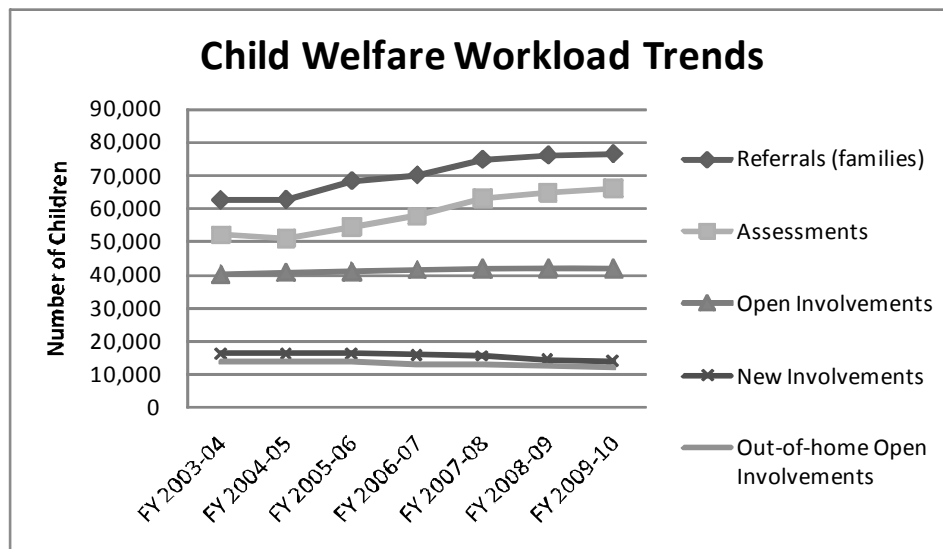 Child Welfare Workload Trends
90,000
80,000
70,000
60,000
50,000
40,000
30,000
20,000
10,000
0
Number of Children
FY 2003-04
FY 2004-05
FY 2005-06
FY 2006-07
FY 2007-08
FY 2008-09
FY 2009-10
Referrals (families)
Assessments
Open Involvements
New Involvements
Out-of-home Open
Involvements